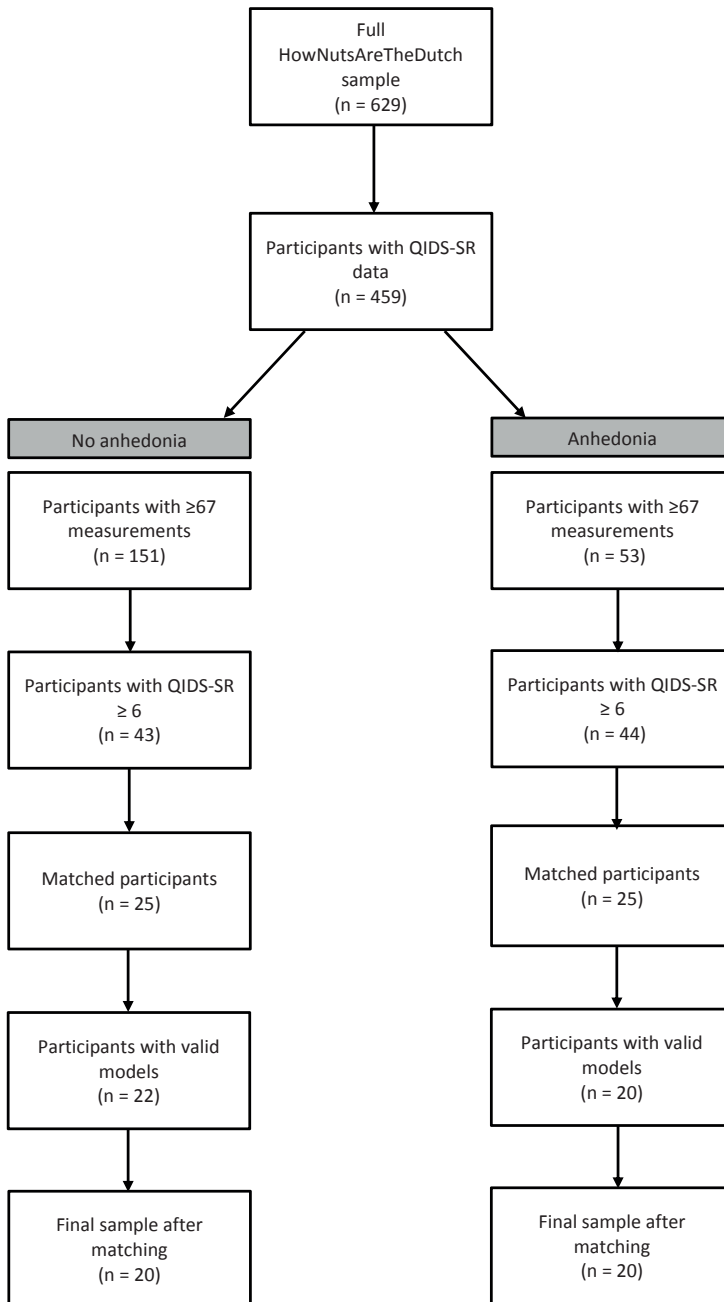 Full
HowNutsAreTheDutch
sample
(n = 629)
Participants with QIDS-SR
data
(n = 459)
No anhedonia
Participants with ≥67
measurements
(n = 151)
Participants with QIDS-SR
≥ 6
(n = 43)
Matched participants
(n = 25)
Participants with valid
models
(n = 22)
Final sample after
matching
(n = 20)
Anhedonia
Participants with ≥67
measurements
(n = 53)
Participants with QIDS-SR
≥ 6
(n = 44)
Matched participants
(n = 25)
Participants with valid
models
(n = 20)
Final sample after
matching
(n = 20)